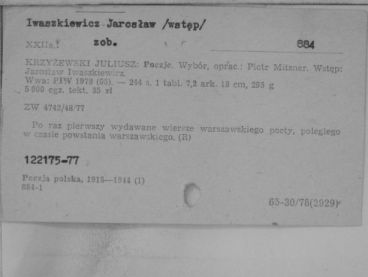 Iwaszkiewicz Jarosław /wstęp/
XXIIs.1 zob. 884
KRZYŻEWSKI JULIUSZ: Poezje. Wybór, oprac.: Piotr Mitzner. Wstęp:
Jarosław Iwaszkiewicz.
Wwa: PIW 1978 (55). — 244 s. 1 tabl. 7,2 ark. 18 cm, 295 g
5 000 egz. tekt. 35 zł
ZW 4742/48/77
Po raz pierwszy wydawane wiersze warszawskiego poety, poległego
w czasie powstania warszawskiego. (R)
122175-77
Poezja polska, 1918—1944 (1)
884-1
65-30/78(2929)r